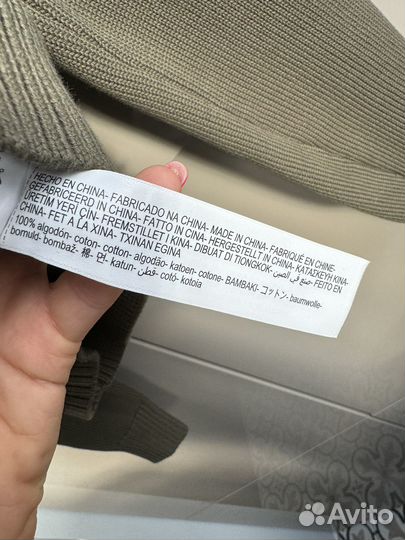 HECHO EN CHINA- FABRICADO NA CHINA- MADE IN CHINA- FABRIQUÉ EN CHINE-
GEFABRICEERD IN CHINA- FATTO IN CINA- HERGESTELLT IN CHINA- ΚΑΤΑΣΚΕΥΗ ΚΙΝΑ-
ÜRETIM YERI ÇIN- FREMSTILLET I KINA- DIBUAT DI TIONGKOK- صنع في الصين- FEITO EN
CHINA- FET A LA XINA- TXINAN EGINA
100% algodón- coton- cotton- algodão- katoen- cotone- ΒΑΜΒΑΚΙ- コットン- baumwolle-
bomuld- bombaž- 棉- 면- katun- قطن- cotó- kotoia
Avito